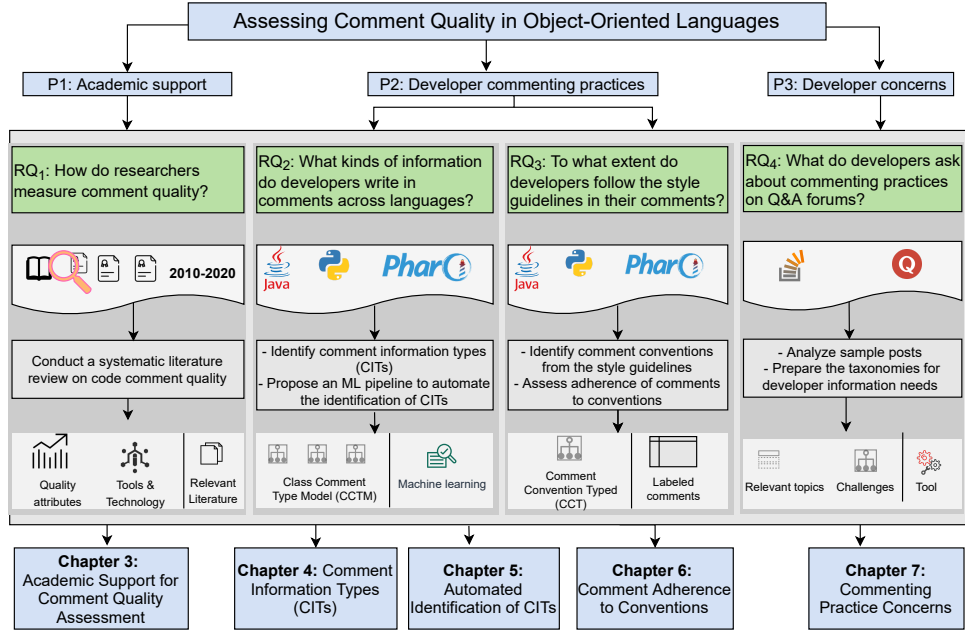 Assessing Comment Quality in Object-Oriented Languages
P1: Academic support
P2: Developer commenting practices
P3: Developer concerns
RQ1: How do researchers
measure comment quality?
RQ2: What kinds of information
do developers write in
comments across languages?
RQ3: To what extent do
developers follow the style
guidelines in their comments?
RQ4: What do developers ask
about commenting practices
on Q&A forums?
2010-2020
Java
Pharo
Java
Pharo
Q
Conduct a systematic literature
review on code comment quality
- Identify comment information types
(CITs)
- Propose an ML pipeline to automate
the identification of CITs
- Identify comment conventions
from the style guidelines
- Assess adherence of comments
to conventions
- Analyze sample posts
- Prepare the taxonomies for
developer information needs
Quality
attributes
Tools &
Technology
Relevant
Literature
Class Comment
Type Model (CCTM)
Machine learning
Comment
Convention Typed
(CCT)
Labeled
comments
Relevant topics
Challenges
Tool
Chapter 3:
Academic Support for
Comment Quality
Assessment
Chapter 4: Comment
Information Types
(CITs)
Chapter 5:
Automated
Identification of CITs
Chapter 6:
Comment Adherence
to Conventions
Chapter 7:
Commenting
Practice Concerns